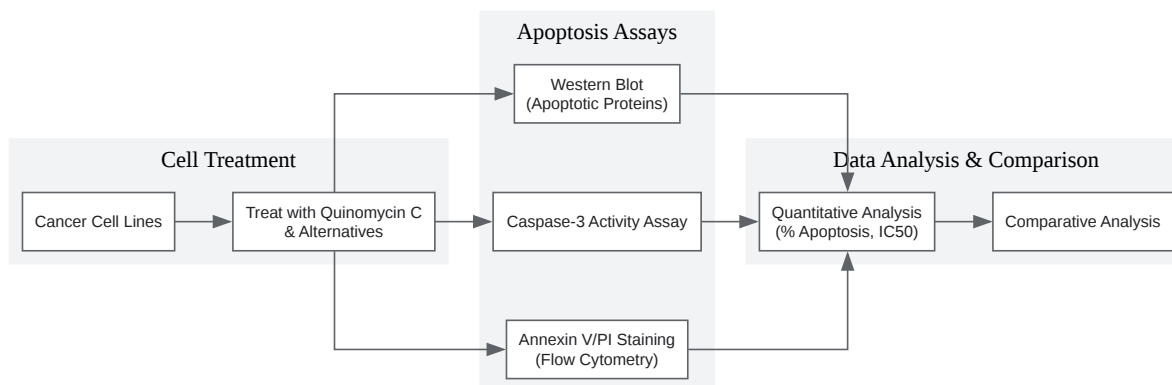 Apoptosis Assays
Western Blot
(Apoptotic Proteins)
Cell Treatment
Data Analysis & Comparison
Cancer Cell Lines
Treat with Quinomycin C
& Alternatives
Caspase-3 Activity Assay
Quantitative Analysis
(% Apoptosis, IC50)
Comparative Analysis
Annexin V/PI Staining
(Flow Cytometry)